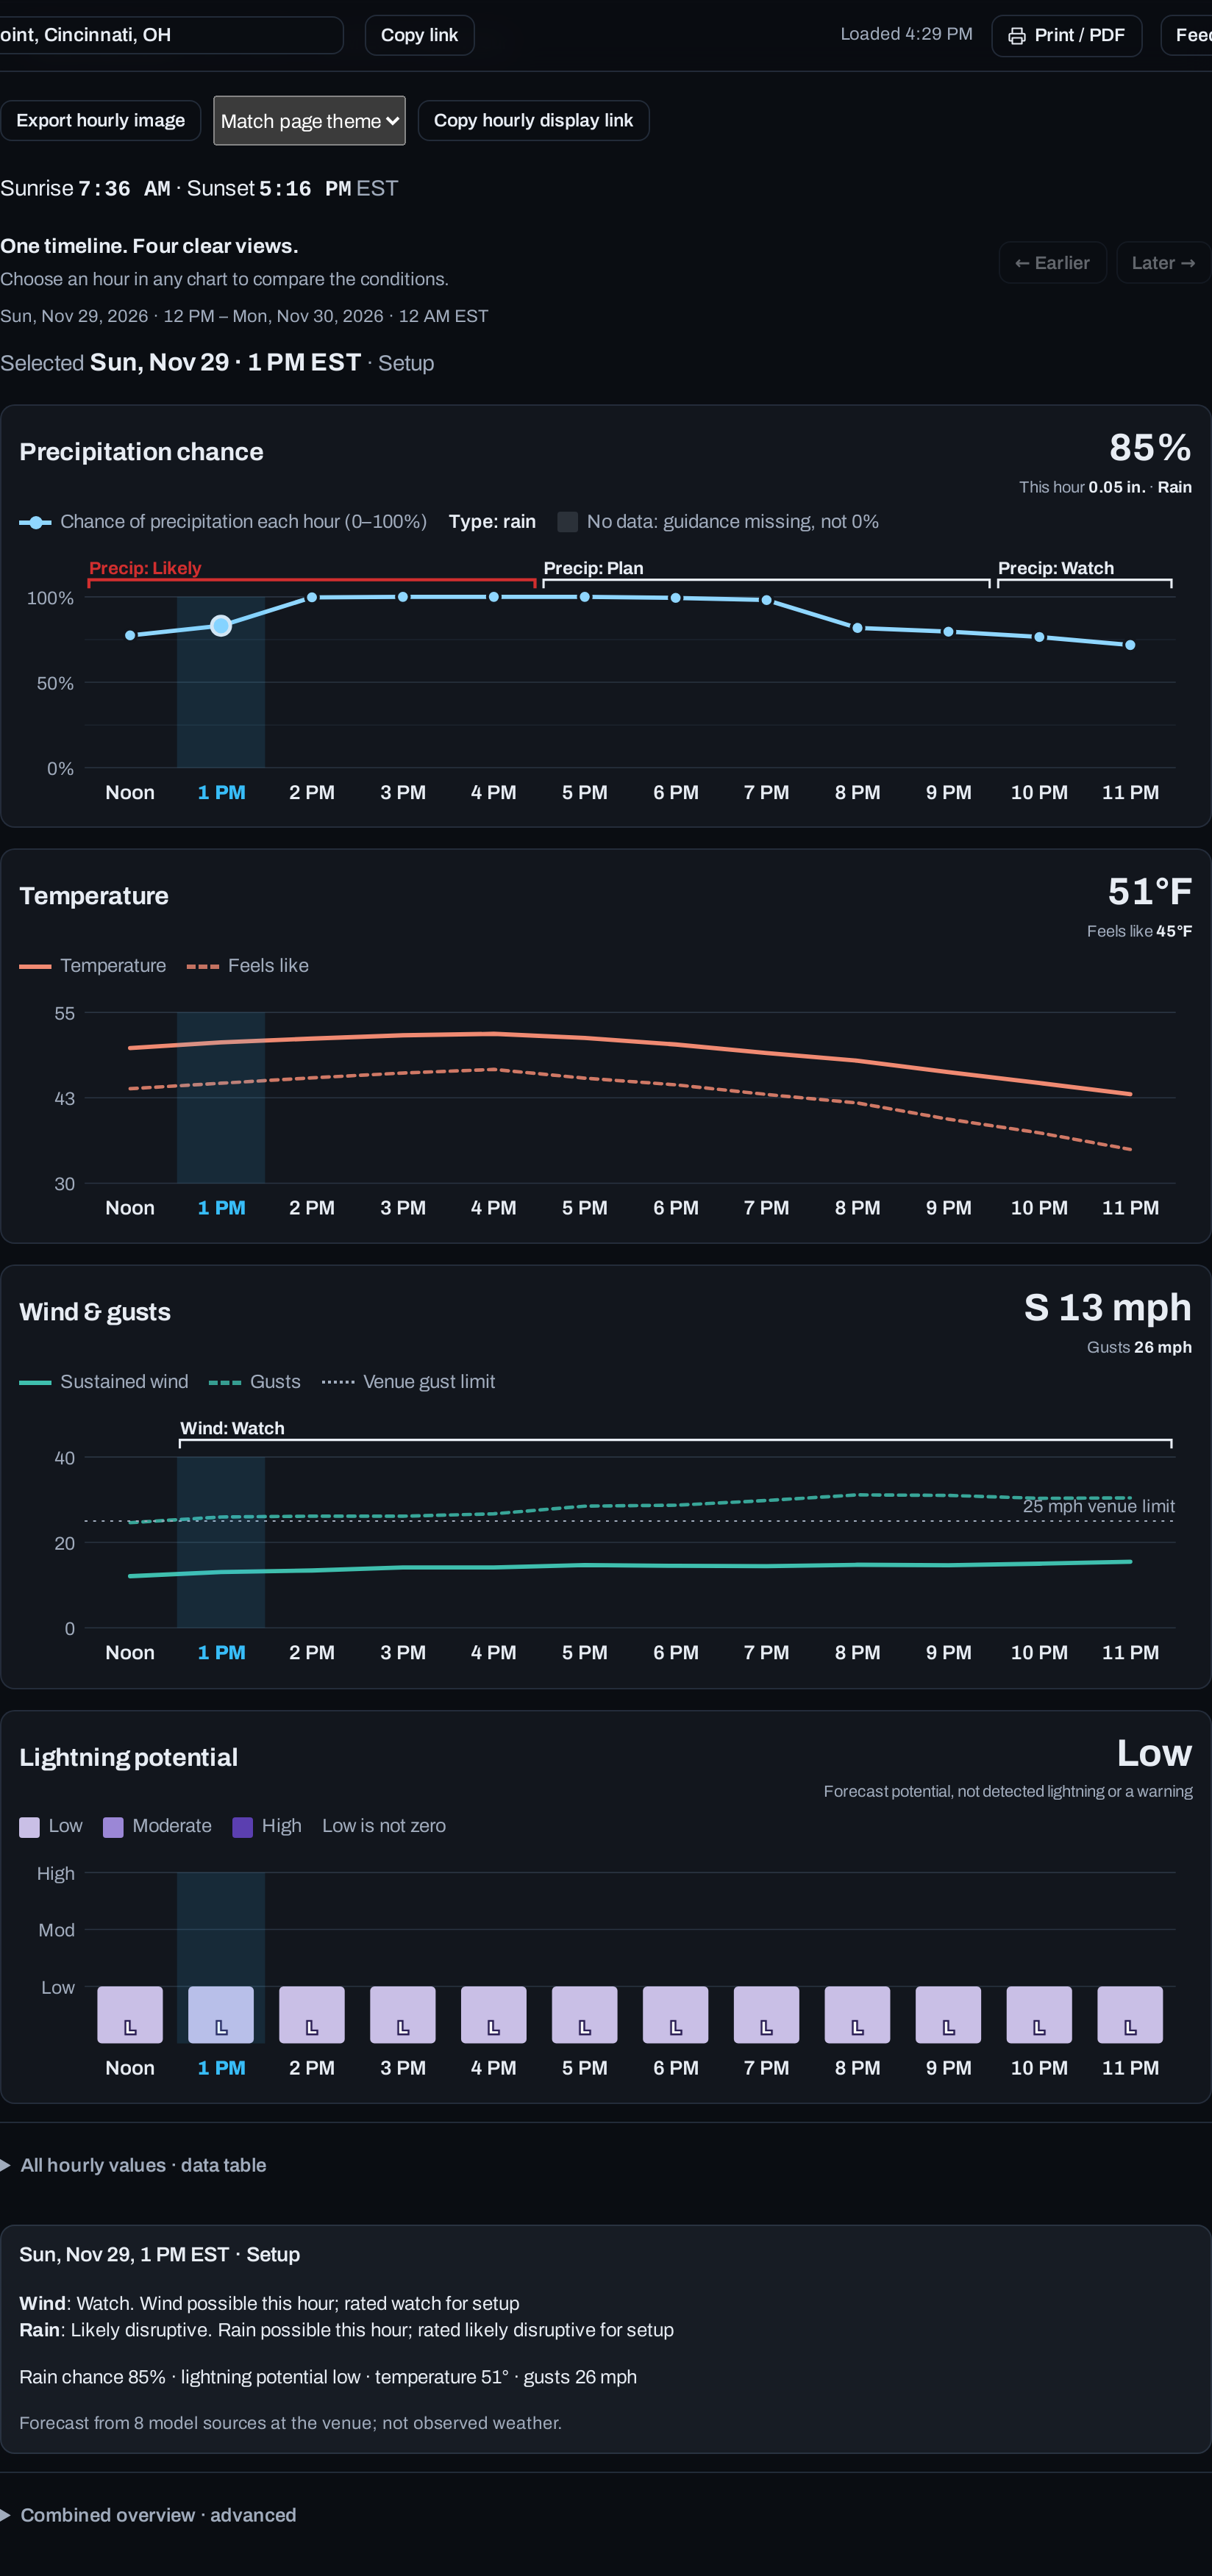 oint, Cincinnati, OH Copy link Loaded 4:29 PM Print / PDF Feed
Export hourly image Match page theme Copy hourly display link
Sunrise 7:36 AM · Sunset 5:16 PM EST
One timeline. Four clear views.
Choose an hour in any chart to compare the conditions.
← Earlier Later →
Sun, Nov 29, 2026 · 12 PM – Mon, Nov 30, 2026 · 12 AM EST
Selected Sun, Nov 29 · 1 PM EST · Setup
Precipitation chance 85%
This hour 0.05 in. · Rain
Chance of precipitation each hour (0–100%) Type: rain No data: guidance missing, not 0%
Precip: Likely Precip: Plan Precip: Watch
100%
50%
0%
Noon 1 PM 2 PM 3 PM 4 PM 5 PM 6 PM 7 PM 8 PM 9 PM 10 PM 11 PM
Temperature 51°F
Feels like 45°F
Temperature Feels like
55
43
30
Noon 1 PM 2 PM 3 PM 4 PM 5 PM 6 PM 7 PM 8 PM 9 PM 10 PM 11 PM
Wind & gusts S 13 mph
Gusts 26 mph
Sustained wind Gusts Venue gust limit
Wind: Watch
40
25 mph venue limit
20
0
Noon 1 PM 2 PM 3 PM 4 PM 5 PM 6 PM 7 PM 8 PM 9 PM 10 PM 11 PM
Lightning potential Low
Forecast potential, not detected lightning or a warning
Low Moderate High Low is not zero
High
Mod
Low
L L L L L L L L L L L L
Noon 1 PM 2 PM 3 PM 4 PM 5 PM 6 PM 7 PM 8 PM 9 PM 10 PM 11 PM
All hourly values · data table
Sun, Nov 29, 1 PM EST · Setup
Wind: Watch. Wind possible this hour; rated watch for setup
Rain: Likely disruptive. Rain possible this hour; rated likely disruptive for setup
Rain chance 85% · lightning potential low · temperature 51° · gusts 26 mph
Forecast from 8 model sources at the venue; not observed weather.
Combined overview · advanced